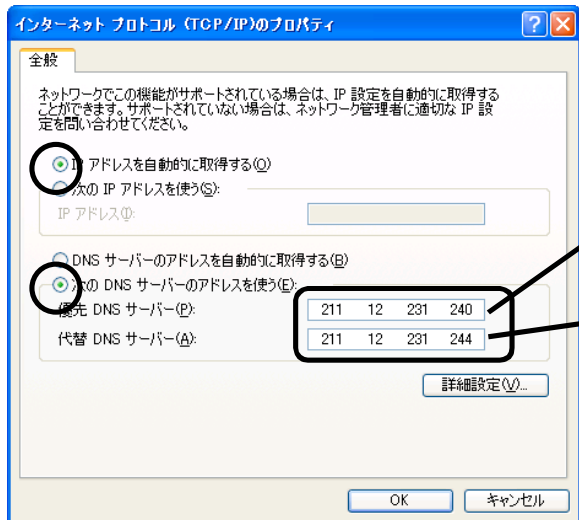 インターネット プロトコル (TCP/IP)のプロパティ
全般
ネットワークでこの機能がサポートされている場合は、IP 設定を自動的に取得する
ことができます。サポートされていない場合は、ネットワーク管理者に適切な IP 設
定を問い合わせてください。
IP アドレスを自動的に取得する(O)
次の IP アドレスを使う(S):
IP アドレス(I):
DNS サーバーのアドレスを自動的に取得する(B)
次の DNS サーバーのアドレスを使う(E):
優先 DNS サーバー(P): 211 12 231 240
代替 DNS サーバー(A): 211 12 231 244
詳細設定(V)...
OK キャンセル